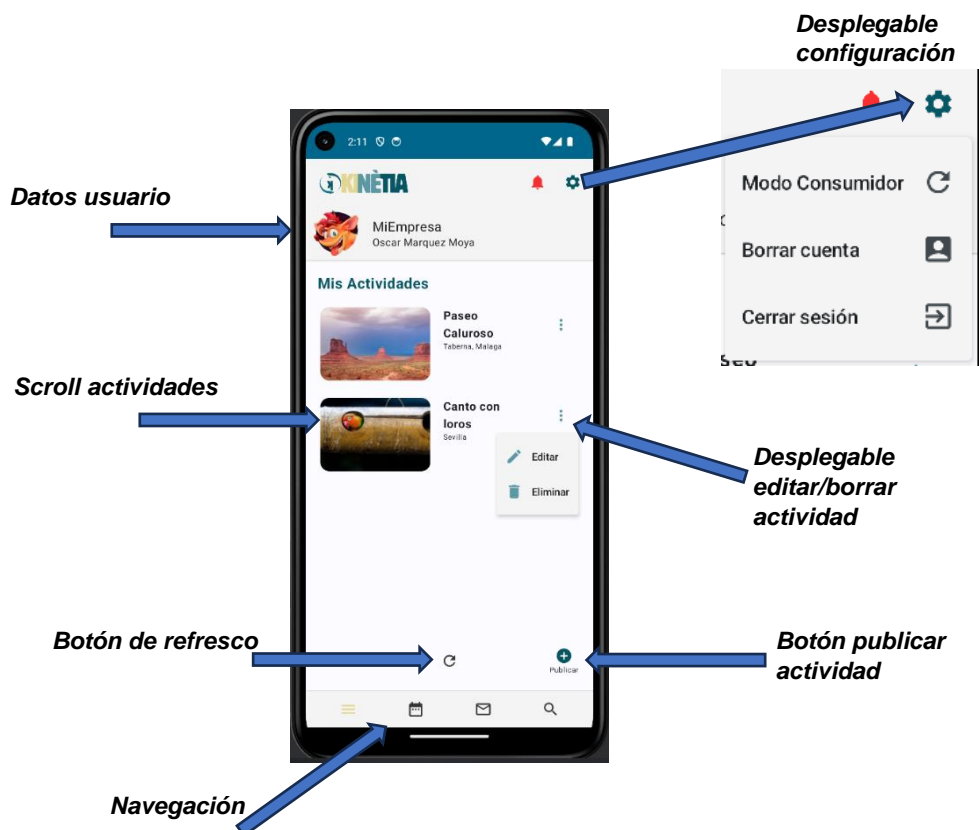 Desplegable
configuración
2:11
KINÈTIA
Datos usuario
MiEmpresa
Oscar Marquez Moya
Modo Consumidor
Borrar cuenta
Cerrar sesión
Mis Actividades
Paseo
Caluroso
Taberna, Malaga
Scroll actividades
Canto con
loros
Sevilla
Editar
Eliminar
Desplegable
editar/borrar
actividad
Botón de refresco
Publicar
Botón publicar
actividad
Navegación